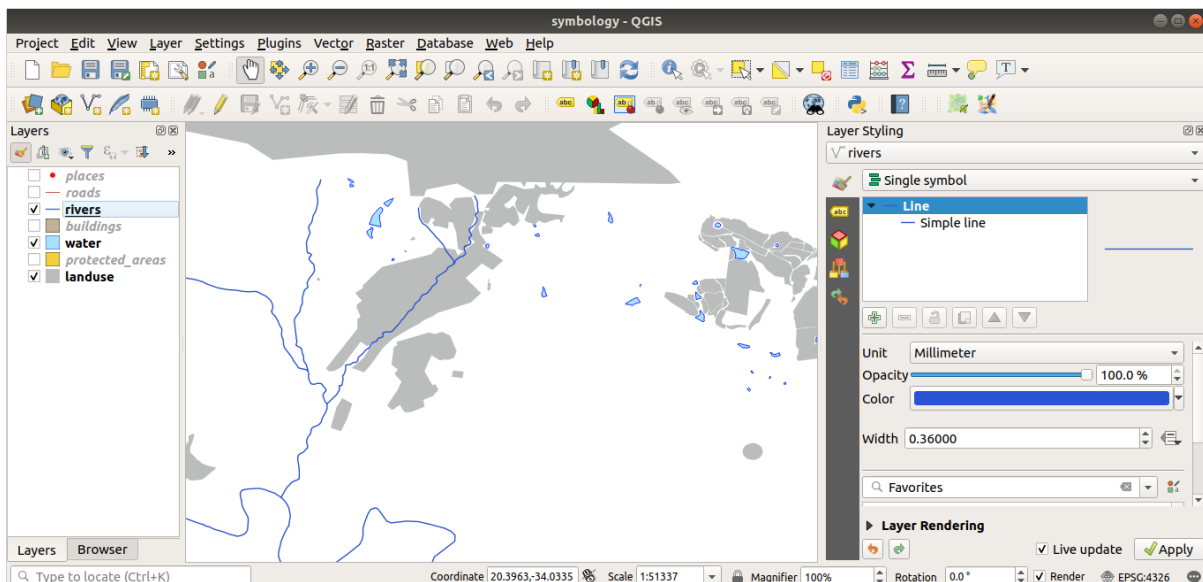 symbology - QGIS
Project Edit View Layer Settings Plugins Vector Raster Database Web Help
Layers
places
roads
rivers
buildings
water
protected_areas
landuse
Layers Browser
Type to locate (Ctrl+K)
Coordinate 20.3963,-34.0335 Scale 1:51337 Magnifier 100% Rotation 0.0° Render EPSG:4326
Layer Styling
rivers
Single symbol
Line
Simple line
Unit Millimeter
Opacity 100.0 %
Color
Width 0.36000
Favorites
Layer Rendering
Live update Apply